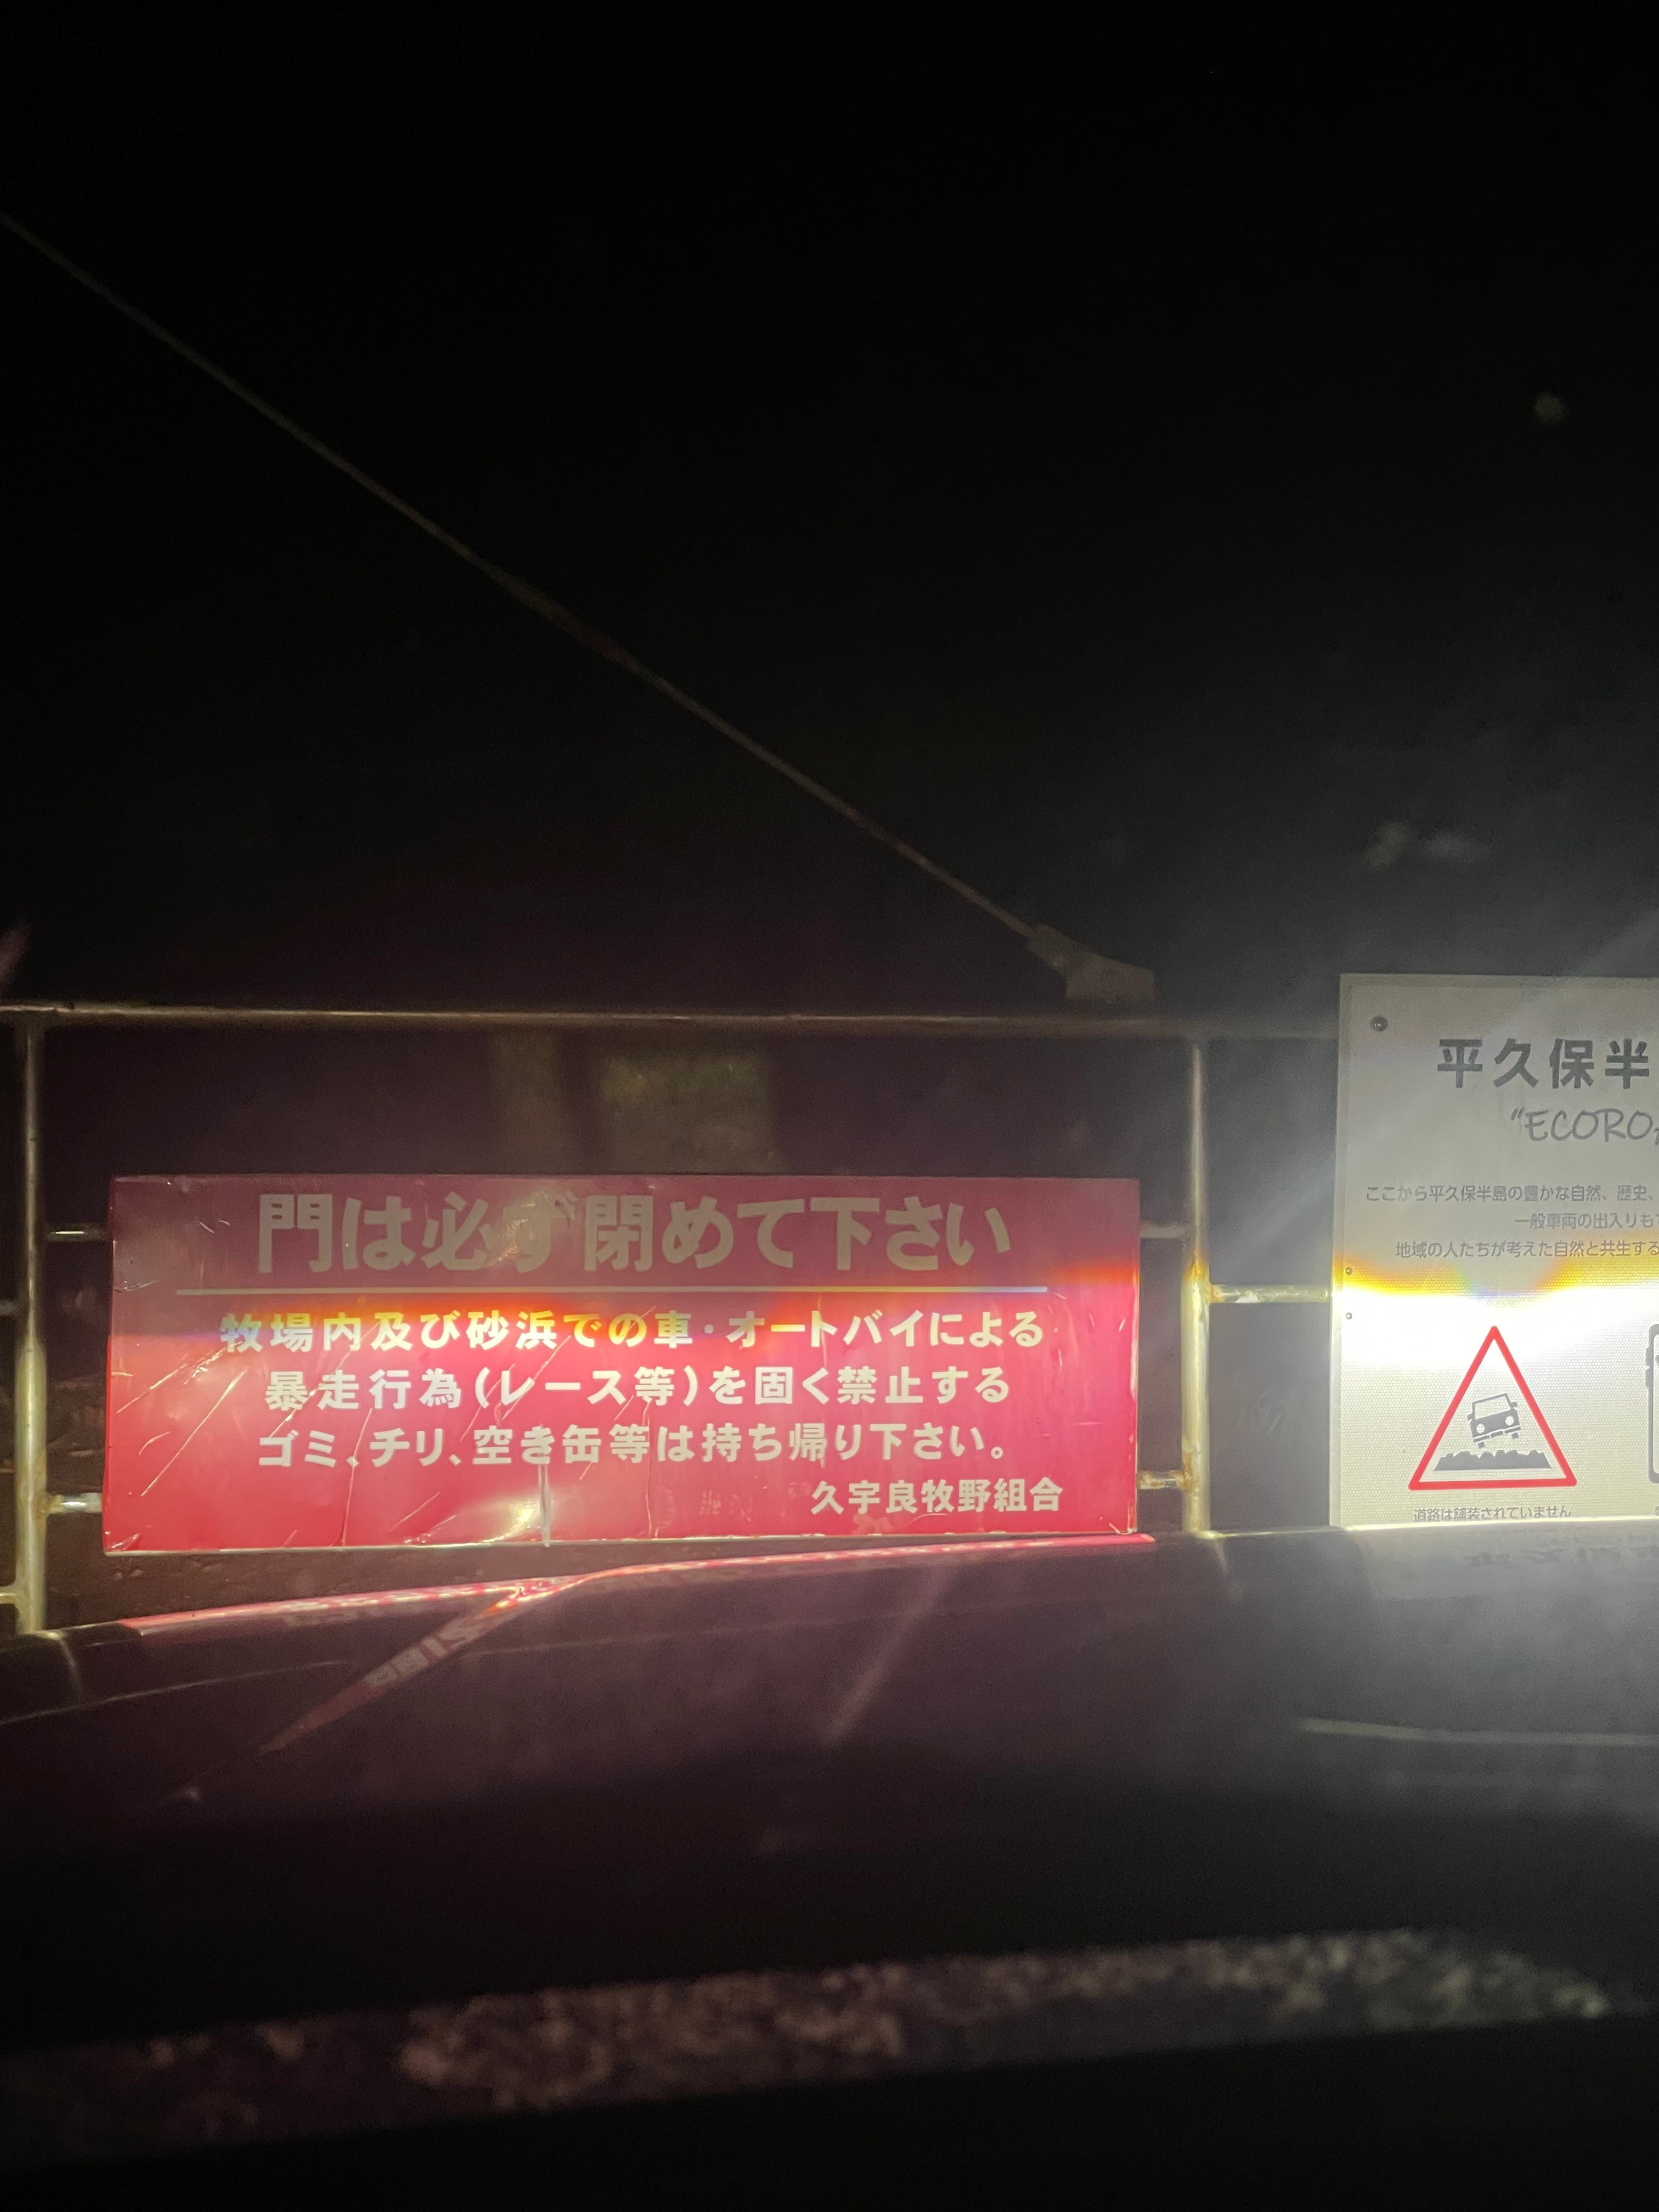 門は必ず閉めて下さい
牧場内及び砂浜での車・オートバイによる
暴走行為(レース等)を固く禁止する
ゴミ、チリ、空き缶等は持ち帰り下さい。
久宇良牧野組合
平久保半
"ECORO
ここから平久保半島の豊かな自然、歴史、
一般車両の出入りも
地域の人たちが考えた自然と共生する
道路は舗装されていません